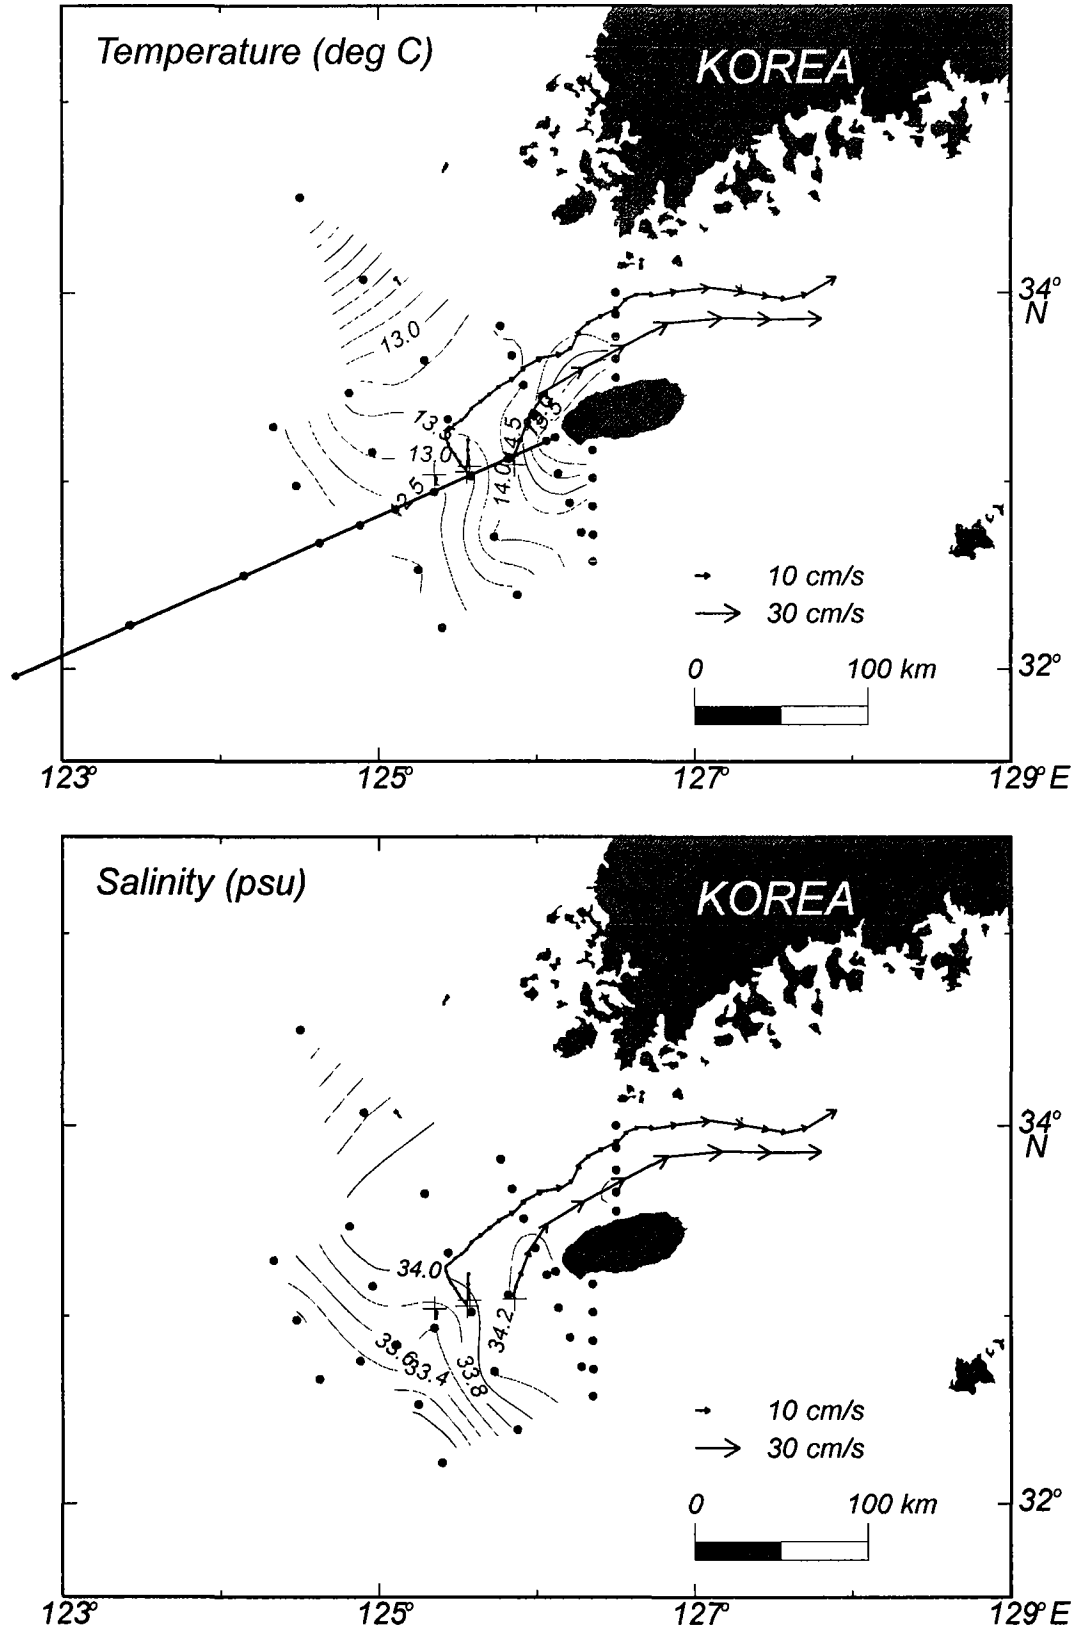 Temperature (deg C)
KOREA
34°
N
13.0
13.5
4.5
13.0
14.0
12.5
10 cm/s
30 cm/s
0 100 km
32°
123° 125° 127° 129°E
Salinity (psu)
KOREA
34°
N
34.0
34.2
33.6
33.4
33.8
10 cm/s
30 cm/s
0 100 km
32°
123° 125° 127° 129°E